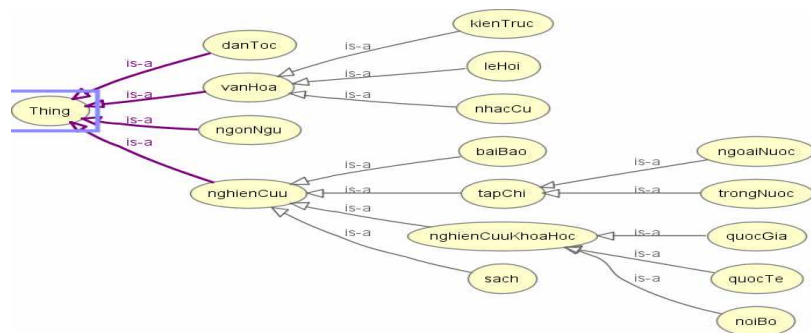 kienTruc
is-a
danToc
is-a
is-a
leHoi
is-a
vanHoa
is-a
Thing
is-a
nhacCu
is-a
ngonNgu
is-a
baiBao
ngoaiNuoc
is-a
is-a
nghienCuu
is-a
tapChi
is-a
trongNuoc
is-a
nghienCuuKhoaHoc
is-a
quocGia
is-a
is-a
sach
quocTe
is-a
noiBo